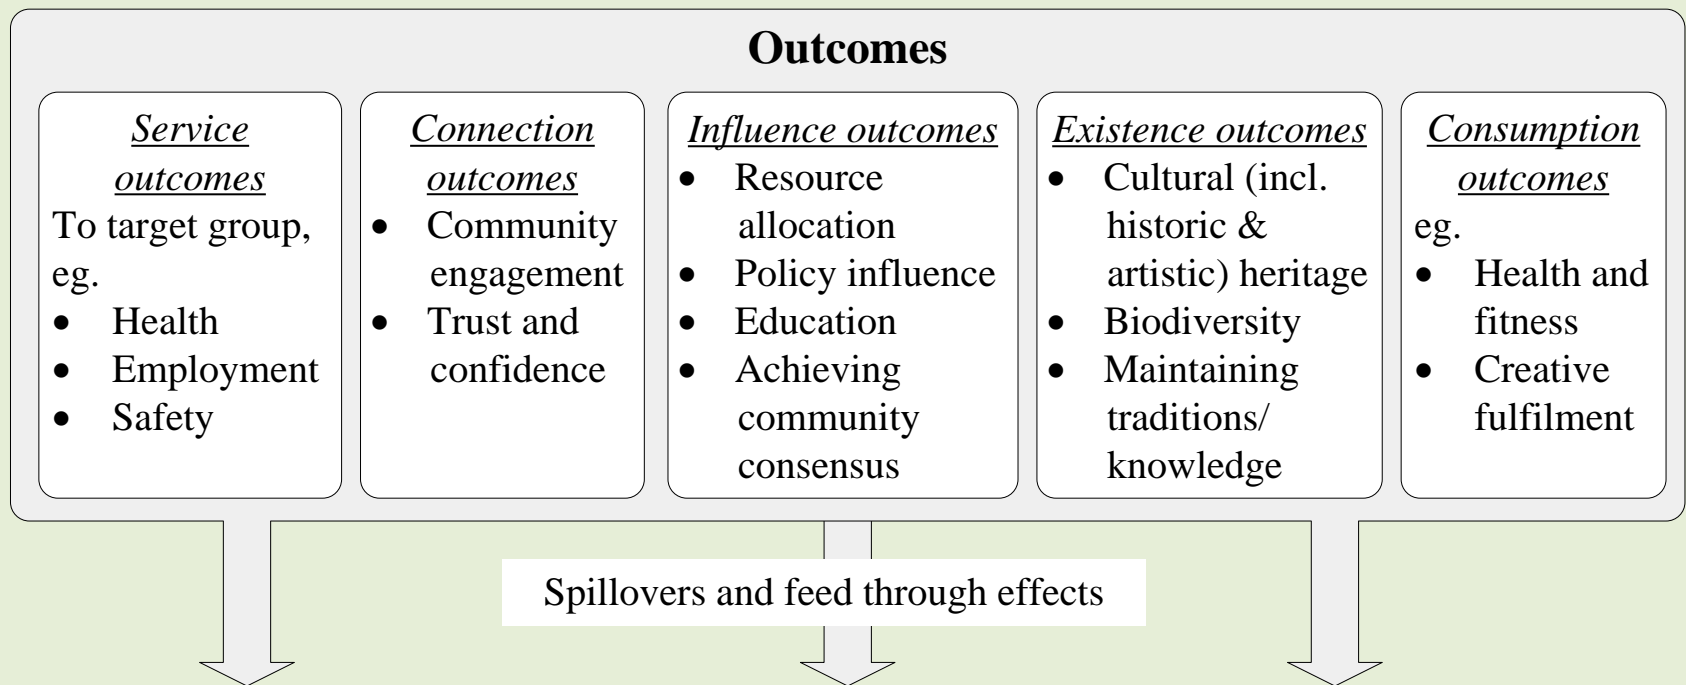 Outcomes
Service
outcomes
To target group,
eg.
• Health
• Employment
• Safety
Connection
outcomes
• Community
engagement
• Trust and
confidence
Influence outcomes
• Resource
allocation
• Policy influence
• Education
• Achieving
community
consensus
Existence outcomes
• Cultural (incl.
historic &
artistic) heritage
• Biodiversity
• Maintaining
traditions/
knowledge
Consumption
outcomes
eg.
• Health and
fitness
• Creative
fulfilment
Spillovers and feed through effects